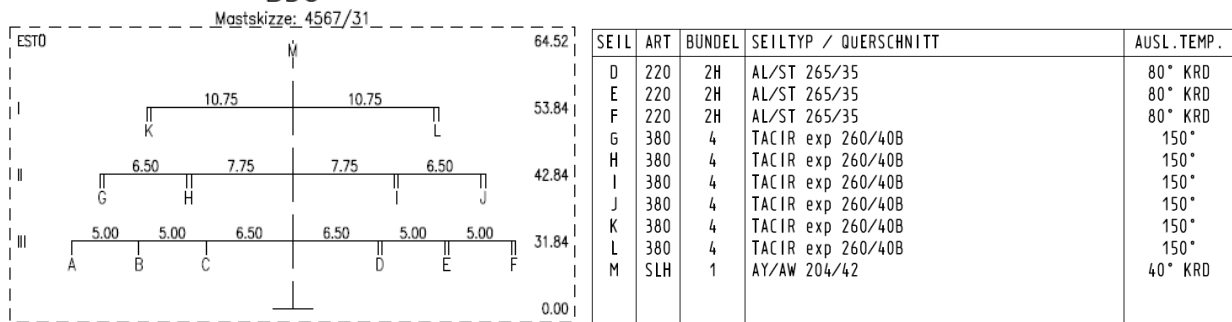 Mastskizze: 4567/31
ESTÖ 64.52
M
I 10.75 10.75 53.84
K L
II 6.50 7.75 7.75 6.50 42.84
G H I J
III 5.00 5.00 6.50 6.50 5.00 5.00 31.84
A B C D E F
0.00
SEIL ART BÜNDEL SEILTYP / QUERSCHNITT AUSL.TEMP.
D 220 2H AL/ST 265/35 80° KRD
E 220 2H AL/ST 265/35 80° KRD
F 220 2H AL/ST 265/35 80° KRD
G 380 4 TACIR exp 260/40B 150°
H 380 4 TACIR exp 260/40B 150°
I 380 4 TACIR exp 260/40B 150°
J 380 4 TACIR exp 260/40B 150°
K 380 4 TACIR exp 260/40B 150°
L 380 4 TACIR exp 260/40B 150°
M SLH 1 AY/AW 204/42 40° KRD